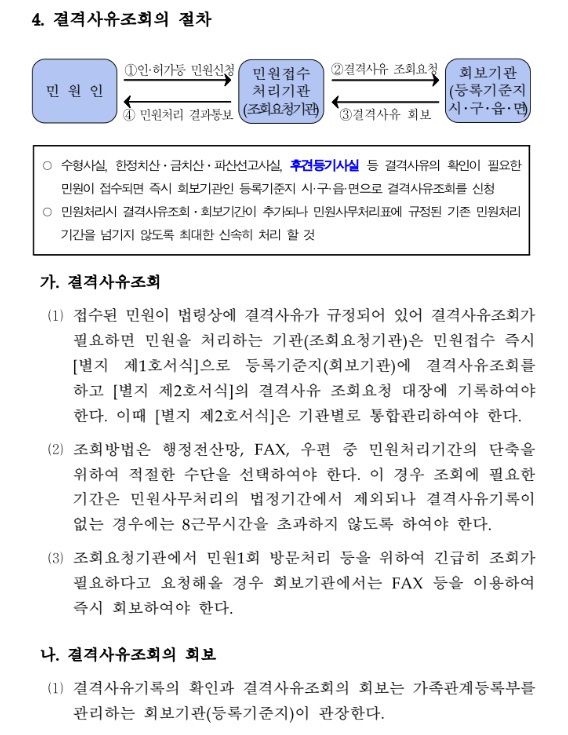 4. 결격사유조회의 절차
민 원 인
①인·허가등 민원신청
④ 민원처리 결과통보
민원접수
처리기관
(조회요청기관)
②결격사유 조회요청
③결격사유 회보
회보기관
(등록기준지
시·구·읍·면)
○ 수형사실, 한정치산·금치산·파산선고사실, 후견등기사실 등 결격사유의 확인이 필요한
민원이 접수되면 즉시 회보기관인 등록기준지 시·구·읍·면으로 결격사유조회를 신청
○ 민원처리시 결격사유조회·회보기간이 추가되나 민원사무처리표에 규정된 기존 민원처리
기간을 넘기지 않도록 최대한 신속히 처리 할 것
가. 결격사유조회
(1) 접수된 민원이 법령상에 결격사유가 규정되어 있어 결격사유조회가
필요하면 민원을 처리하는 기관(조회요청기관)은 민원접수 즉시
[별지 제1호서식]으로 등록기준지(회보기관)에 결격사유조회를
하고 [별지 제2호서식]의 결격사유 조회요청 대장에 기록하여야
한다. 이때 [별지 제2호서식]은 기관별로 통합관리하여야 한다.
(2) 조회방법은 행정전산망, FAX, 우편 중 민원처리기간의 단축을
위하여 적절한 수단을 선택하여야 한다. 이 경우 조회에 필요한
기간은 민원사무처리의 법정기간에서 제외되나 결격사유기록이
없는 경우에는 8근무시간을 초과하지 않도록 하여야 한다.
(3) 조회요청기관에서 민원1회 방문처리 등을 위하여 긴급히 조회가
필요하다고 요청해올 경우 회보기관에서는 FAX 등을 이용하여
즉시 회보하여야 한다.
나. 결격사유조회의 회보
(1) 결격사유기록의 확인과 결격사유조회의 회보는 가족관계등록부를
관리하는 회보기관(등록기준지)이 관장한다.